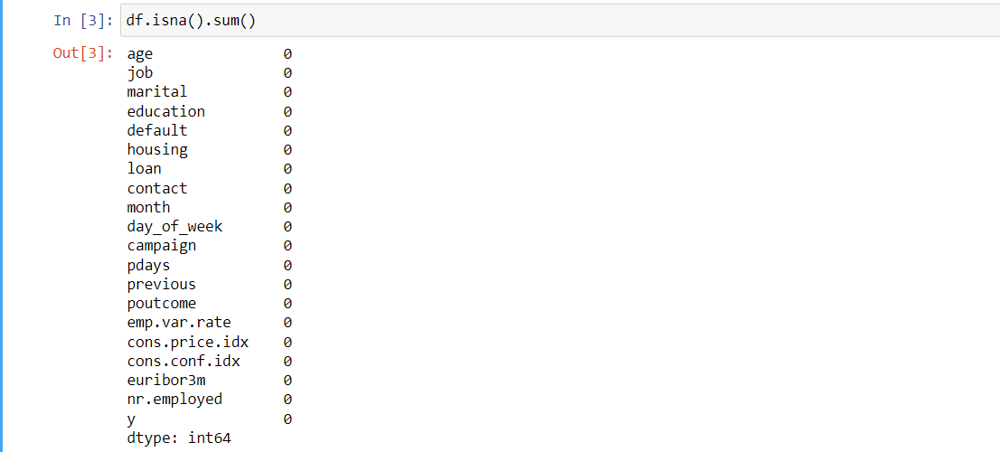 In [3]: df.isna().sum()
Out[3]: age 0
job 0
marital 0
education 0
default 0
housing 0
loan 0
contact 0
month 0
day_of_week 0
campaign 0
pdays 0
previous 0
poutcome 0
emp.var.rate 0
cons.price.idx 0
cons.conf.idx 0
euribor3m 0
nr.employed 0
y 0
dtype: int64